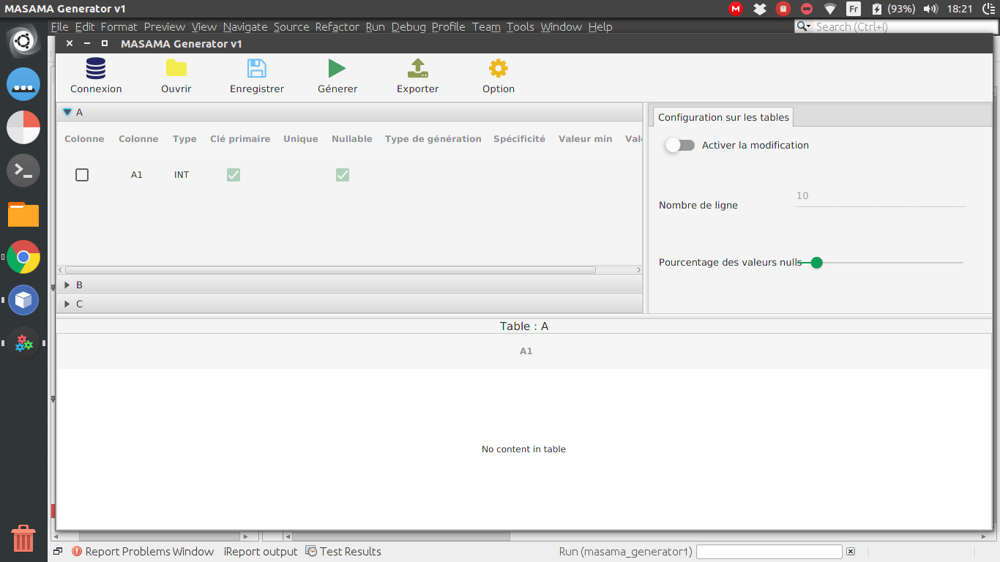 MASAMA Generator v1
M Fr (93%) 18:21
File Edit Format Preview View Navigate Source Refactor Run Debug Profile Team Tools Window Help Search (Ctrl+I)
MASAMA Generator v1
Connexion Ouvrir Enregistrer Génerer Exporter Option
A
Colonne Colonne Type Clé primaire Unique Nullable Type de génération Spécificité Valeur min
A1 INT
B
C
Configuration sur les tables
Activer la modification
Nombre de ligne 10
Pourcentage des valeurs nulls
Table : A
A1
No content in table
Report Problems Window iReport output Test Results Run (masama_generator1)